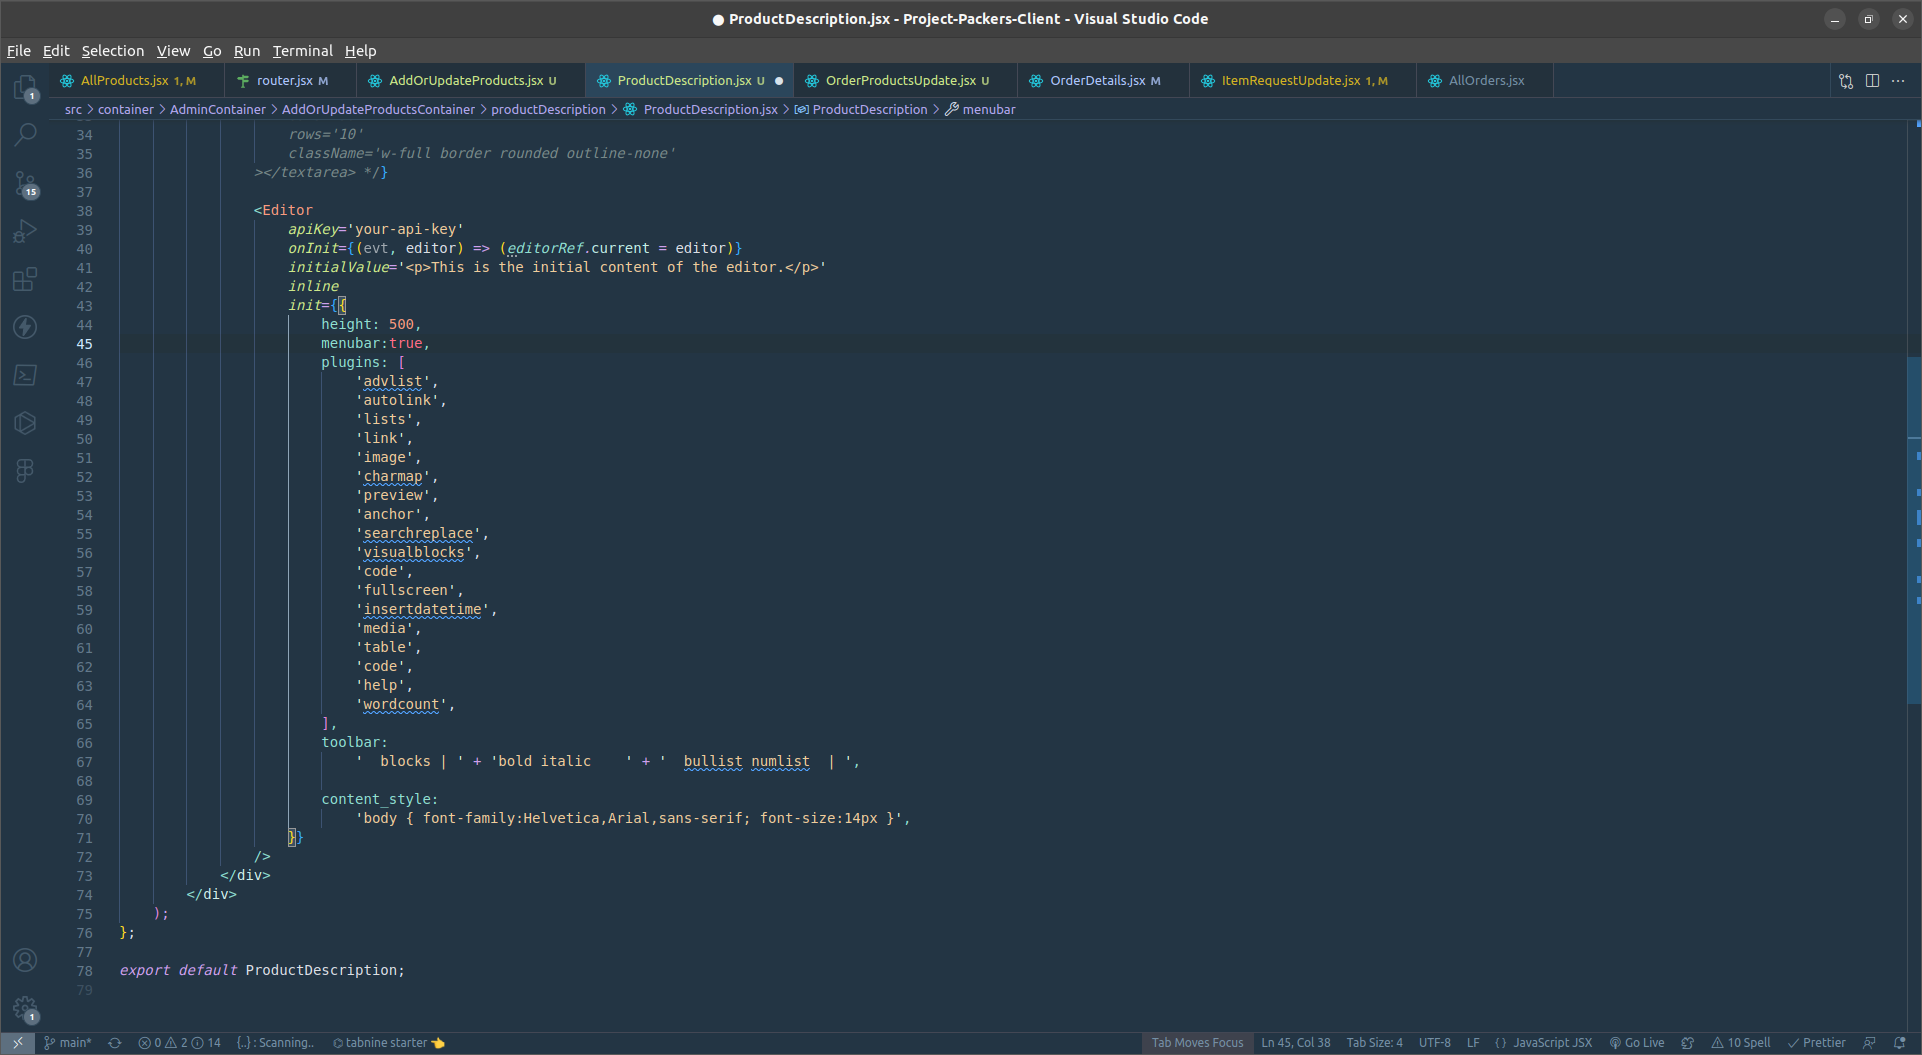 ● ProductDescription.jsx - Project-Packers-Client - Visual Studio Code
File Edit Selection View Go Run Terminal Help
AllProducts.jsx 1, M router.jsx M AddOrUpdateProducts.jsx U ProductDescription.jsx U ● OrderProductsUpdate.jsx U OrderDetails.jsx M ItemRequestUpdate.jsx 1, M AllOrders.jsx
src > container > AdminContainer > AddOrUpdateProductsContainer > productDescription > ProductDescription.jsx > ProductDescription > menubar
34 rows='10'
35 className='w-full border rounded outline-none'
36 ></textarea> */}
37
38 <Editor
39 apiKey='your-api-key'
40 onInit={(evt, editor) => (editorRef.current = editor)}
41 initialValue='<p>This is the initial content of the editor.</p>'
42 inline
43 init={{
44 height: 500,
45 menubar:true,
46 plugins: [
47 'advlist',
48 'autolink',
49 'lists',
50 'link',
51 'image',
52 'charmap',
53 'preview',
54 'anchor',
55 'searchreplace',
56 'visualblocks',
57 'code',
58 'fullscreen',
59 'insertdatetime',
60 'media',
61 'table',
62 'code',
63 'help',
64 'wordcount',
65 ],
66 toolbar:
67 '  blocks | ' + 'bold italic    ' + '  bullist numlist  | ',
68
69 content_style:
70 'body { font-family:Helvetica,Arial,sans-serif; font-size:14px }',
71 }}
72 />
73 </div>
74 </div>
75 );
76 };
77
78 export default ProductDescription;
79
1
15
1
main* 0 2 14 {..} : Scanning.. tabnine starter 👈 Tab Moves Focus Ln 45, Col 38 Tab Size: 4 UTF-8 LF {} JavaScript JSX Go Live 10 Spell Prettier